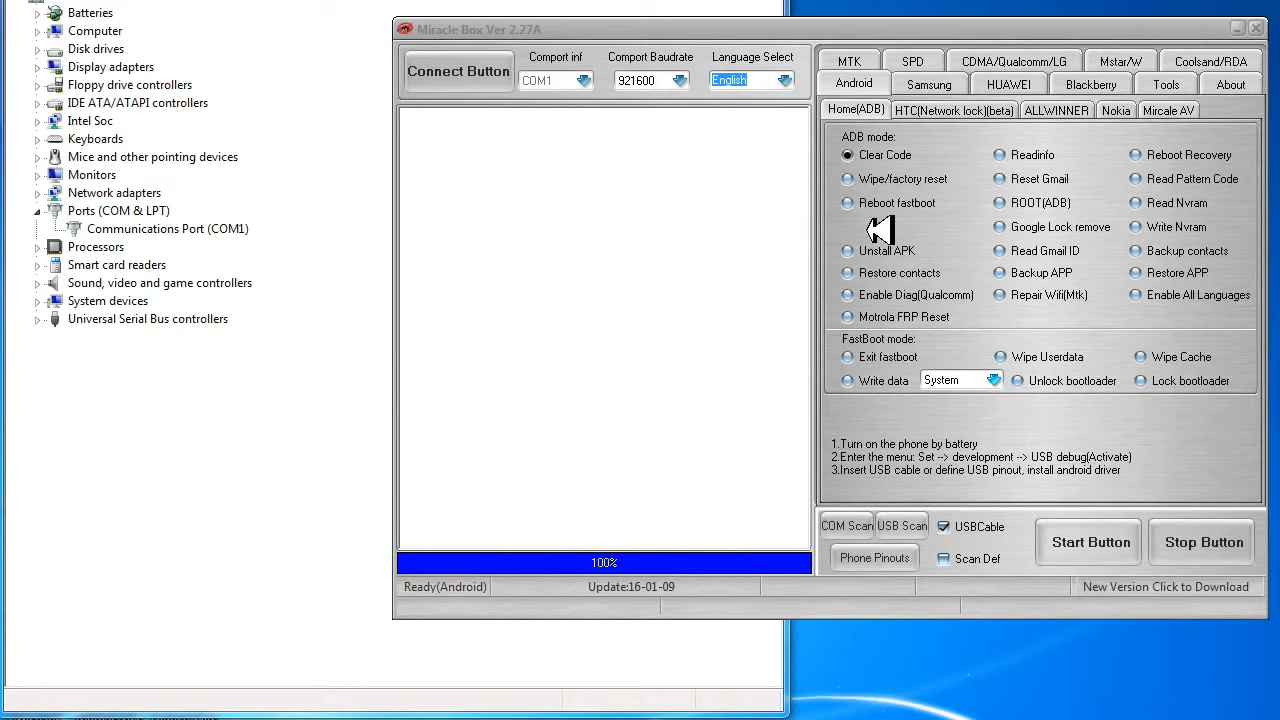 Batteries
Computer
Disk drives
Display adapters
Floppy drive controllers
IDE ATA/ATAPI controllers
Intel Soc
Keyboards
Mice and other pointing devices
Monitors
Network adapters
Ports (COM & LPT)
Communications Port (COM1)
Processors
Smart card readers
Sound, video and game controllers
System devices
Universal Serial Bus controllers
Miracle Box Ver 2.27A
Connect Button
Comport inf Comport Baudrate Language Select
COM1 921600 English
100%
MTK SPD CDMA/Qualcomm/LG Mstar/W Coolsand/RDA
Android Samsung HUAWEI Blackberry Tools About
Home(ADB) HTC(Network lock)(beta) ALLWINNER Nokia Mircale AV
ADB mode:
Clear Code Readinfo Reboot Recovery
Wipe/factory reset Reset Gmail Read Pattern Code
Reboot fastboot ROOT(ADB) Read Nvram
Google Lock remove Write Nvram
Unstall APK Read Gmail ID Backup contacts
Restore contacts Backup APP Restore APP
Enable Diag(Qualcomm) Repair Wifi(Mtk) Enable All Languages
Motrola FRP Reset
FastBoot mode:
Exit fastboot Wipe Userdata Wipe Cache
Write data System Unlock bootloader Lock bootloader
1.Turn on the phone by battery
2.Enter the menu: Set --> development --> USB debug(Activate)
3.Insert USB cable or define USB pinout, install android driver
COM Scan USB Scan USBCable
Phone Pinouts Scan Def
Start Button Stop Button
Ready(Android) Update:16-01-09 New Version Click to Download